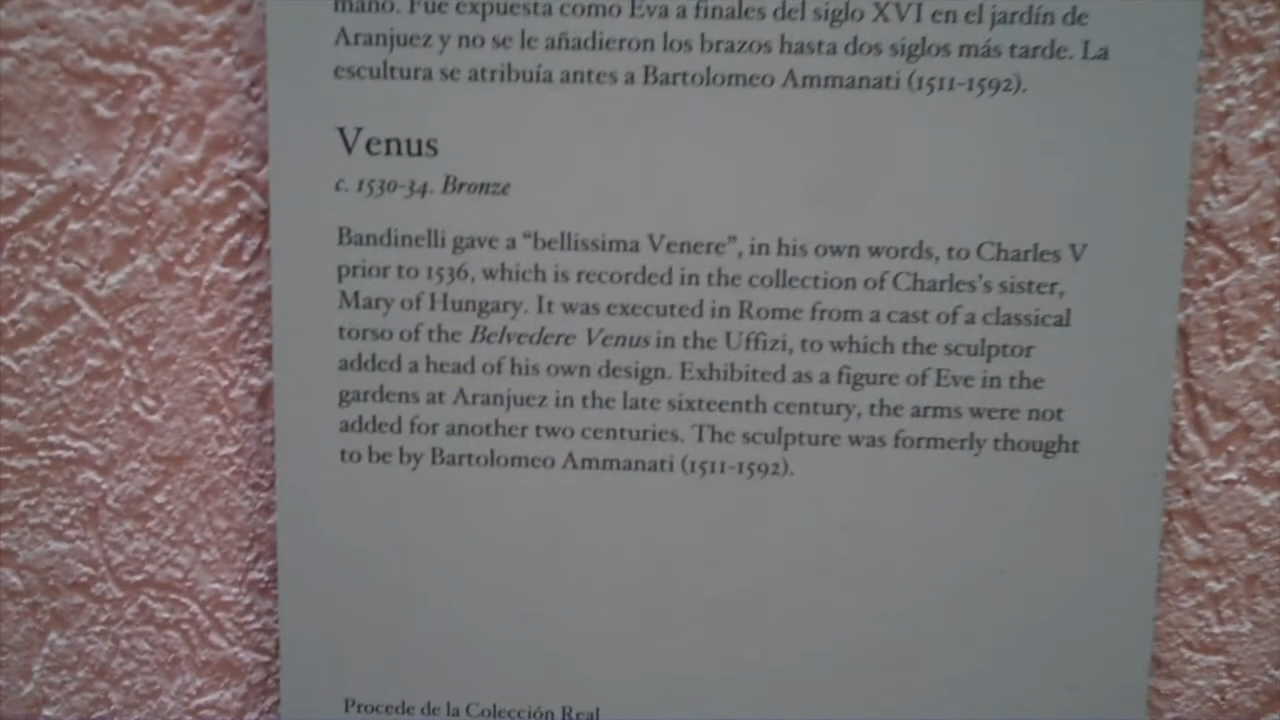 mano. Fue expuesta como Eva a finales del siglo XVI en el jardín de
Aranjuez y no se le añadieron los brazos hasta dos siglos más tarde. La
escultura se atribuía antes a Bartolomeo Ammanati (1511-1592).
Venus
c. 1530-34. Bronze
Bandinelli gave a “bellissima Venere”, in his own words, to Charles V
prior to 1536, which is recorded in the collection of Charles's sister,
Mary of Hungary. It was executed in Rome from a cast of a classical
torso of the Belvedere Venus in the Uffizi, to which the sculptor
added a head of his own design. Exhibited as a figure of Eve in the
gardens at Aranjuez in the late sixteenth century, the arms were not
added for another two centuries. The sculpture was formerly thought
to be by Bartolomeo Ammanati (1511-1592).
Procede de la Colección Real